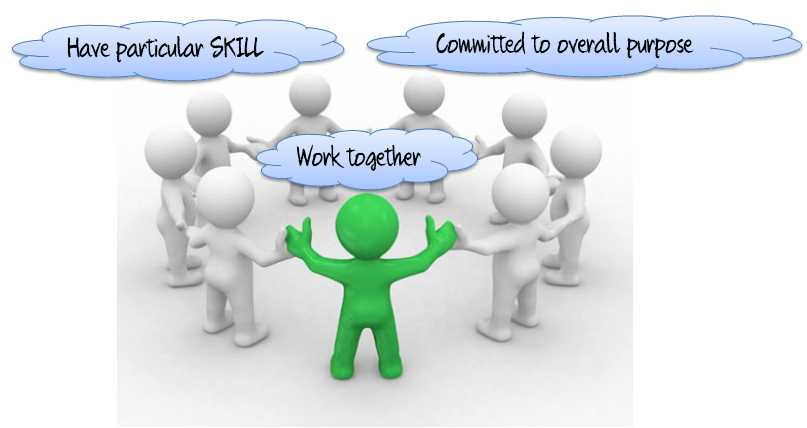 Have particular SKILL
Committed to overall purpose
Work together